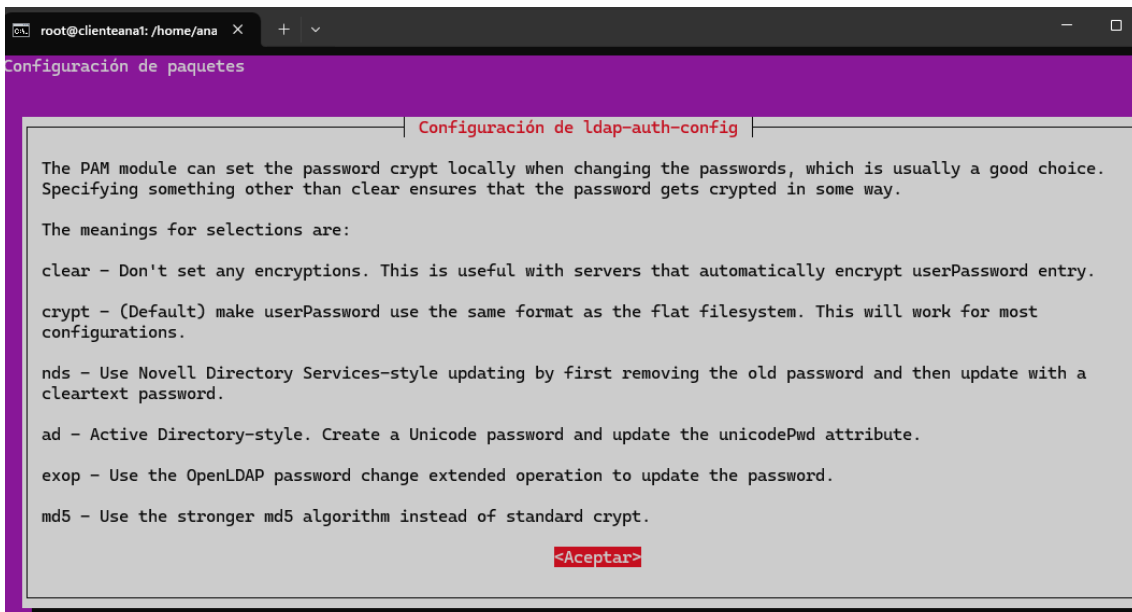 root@clienteana1: /home/ana
Configuración de paquetes
Configuración de ldap-auth-config
The PAM module can set the password crypt locally when changing the passwords, which is usually a good choice.
Specifying something other than clear ensures that the password gets crypted in some way.
The meanings for selections are:
clear - Don't set any encryptions. This is useful with servers that automatically encrypt userPassword entry.
crypt - (Default) make userPassword use the same format as the flat filesystem. This will work for most
configurations.
nds - Use Novell Directory Services-style updating by first removing the old password and then update with a
cleartext password.
ad - Active Directory-style. Create a Unicode password and update the unicodePwd attribute.
exop - Use the OpenLDAP password change extended operation to update the password.
md5 - Use the stronger md5 algorithm instead of standard crypt.
<Aceptar>